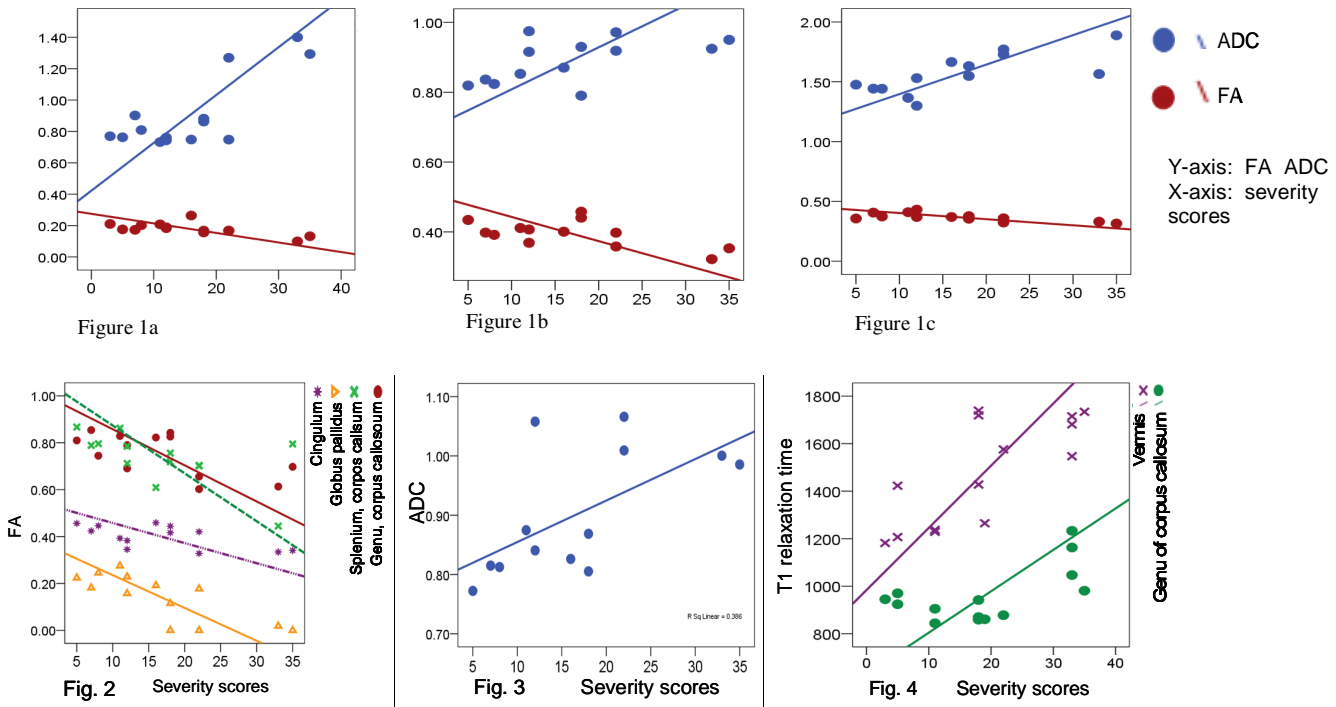 1.40
1.20
1.00
0.80
0.60
0.40
0.20
0.00
0 10 20 30 40
Figure 1a
1.00
0.80
0.60
0.40
5 10 15 20 25 30 35
Figure 1b
2.00
1.50
1.00
0.50
0.00
5 10 15 20 25 30 35
Figure 1c
ADC
FA
Y-axis: FA ADC
X-axis: severity
scores
FA
1.00
0.80
0.60
0.40
0.20
0.00
5 10 15 20 25 30 35
Fig. 2 Severity scores
Cingulum
Globus pallidus
Splenium, corpos callsum
Genu, corpus callosum
ADC
1.10
1.00
0.90
0.80
0.70
R Sq Linear = 0.386
5 10 15 20 25 30 35
Fig. 3 Severity scores
T1 relaxation time
1800
1600
1400
1200
1000
800
0 10 20 30 40
Fig. 4 Severity scores
Vermis
Genu of corpus callosum